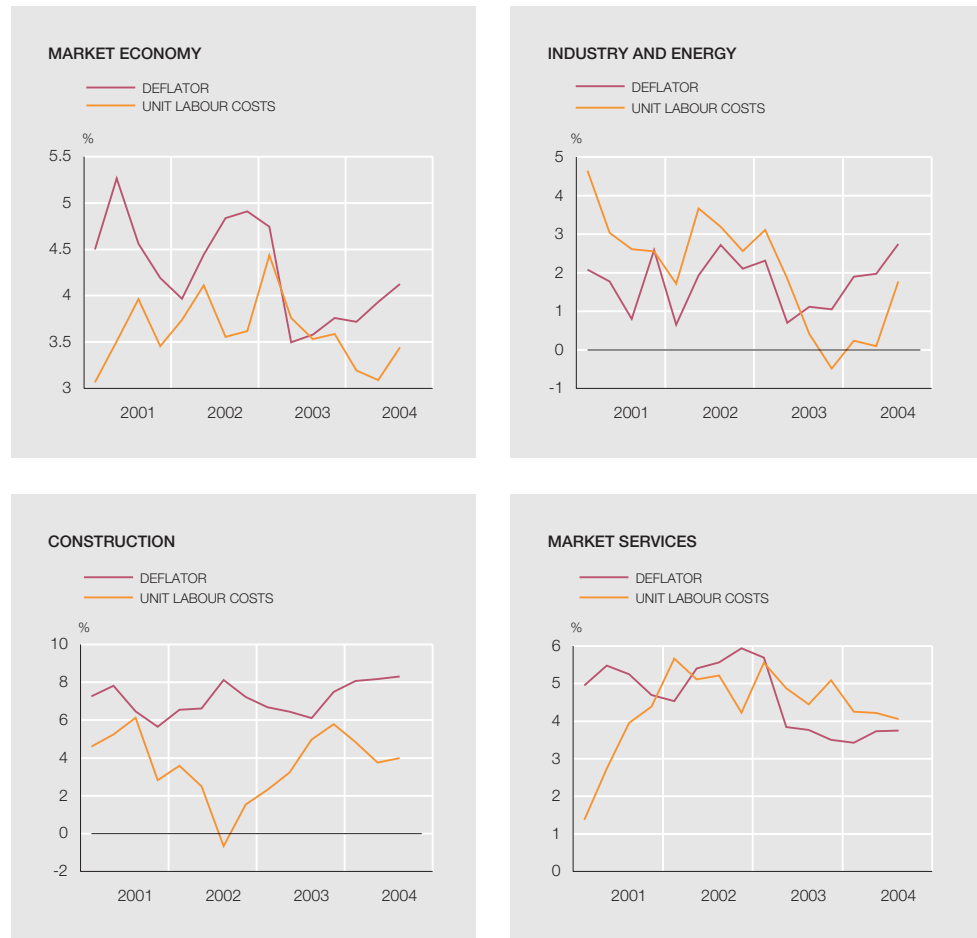 MARKET ECONOMY
DEFLATOR
UNIT LABOUR COSTS
%
5.5
5
4.5
4
3.5
3
2001 2002 2003 2004
INDUSTRY AND ENERGY
DEFLATOR
UNIT LABOUR COSTS
%
5
4
3
2
1
0
-1
2001 2002 2003 2004
CONSTRUCTION
DEFLATOR
UNIT LABOUR COSTS
%
10
8
6
4
2
0
-2
2001 2002 2003 2004
MARKET SERVICES
DEFLATOR
UNIT LABOUR COSTS
%
6
5
4
3
2
1
0
2001 2002 2003 2004